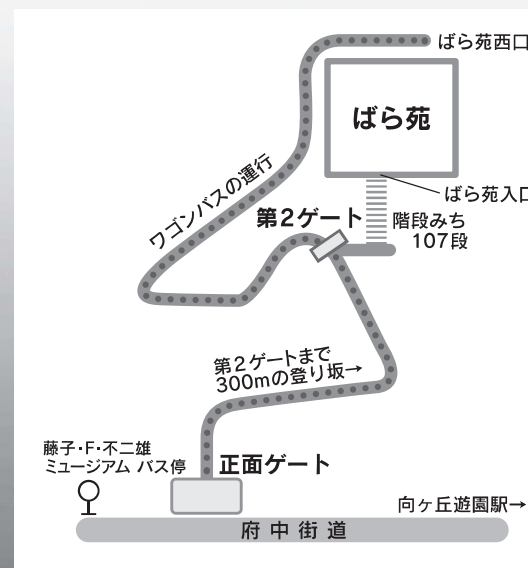 ばら苑西口
ばら苑
ワゴンバスの運行
ばら苑入口
第2ゲート
階段みち
107段
第2ゲートまで
300mの登り坂→
藤子・F・不二雄
ミュージアム バス停
正面ゲート
向ヶ丘遊園駅→
府中街道